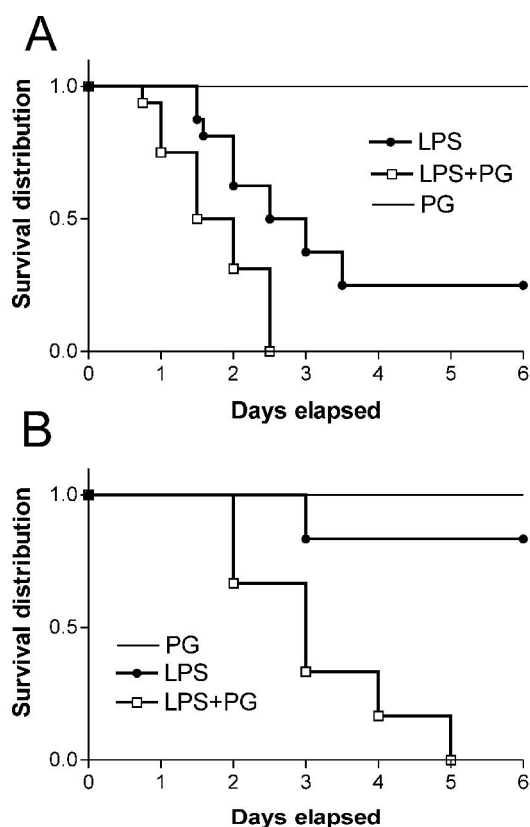 A
Survival distribution
1.0
0.5
0.0
LPS
LPS+PG
PG
0 1 2 3 4 5 6
Days elapsed
B
Survival distribution
1.0
0.5
0.0
PG
LPS
LPS+PG
0 1 2 3 4 5 6
Days elapsed